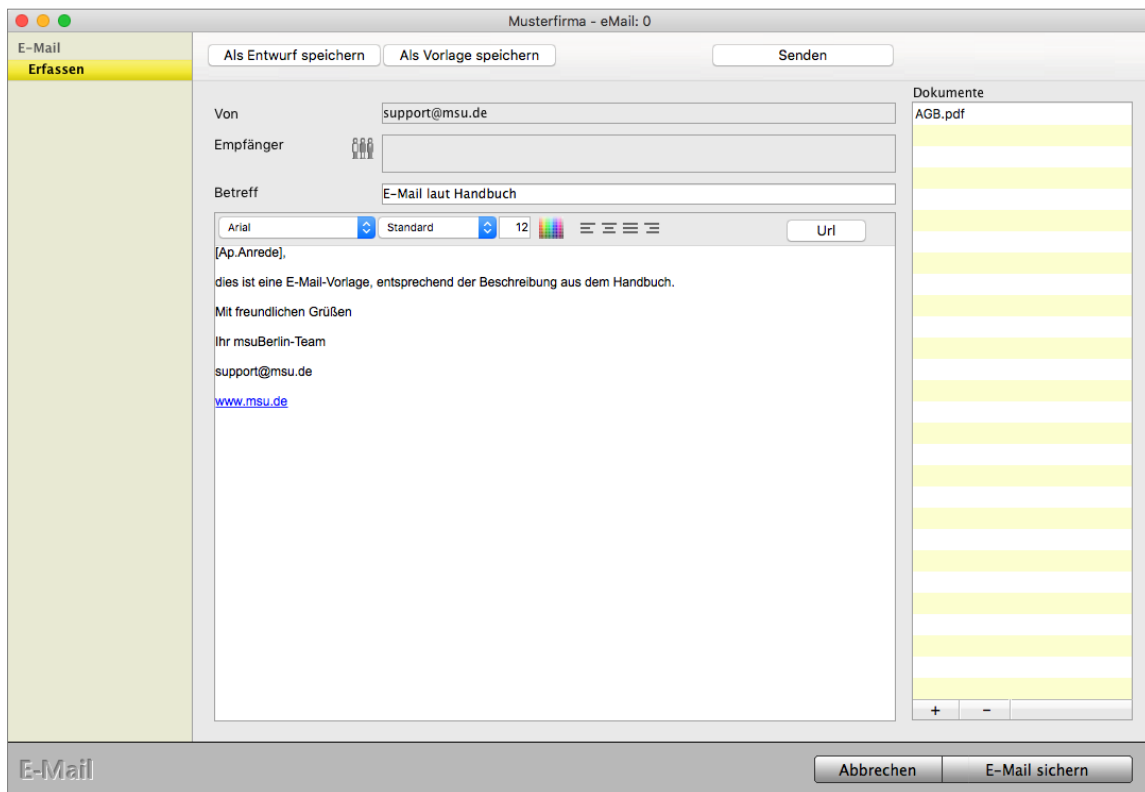 Musterfirma - eMail: 0
E-Mail
Erfassen
Als Entwurf speichern
Als Vorlage speichern
Senden
Von
support@msu.de
Empfänger
Betreff
E-Mail laut Handbuch
Arial
Standard
12
Url
[Ap.Anrede],
dies ist eine E-Mail-Vorlage, entsprechend der Beschreibung aus dem Handbuch.
Mit freundlichen Grüßen
Ihr msuBerlin-Team
support@msu.de
www.msu.de
Dokumente
AGB.pdf
+
-
E-Mail
Abbrechen
E-Mail sichern